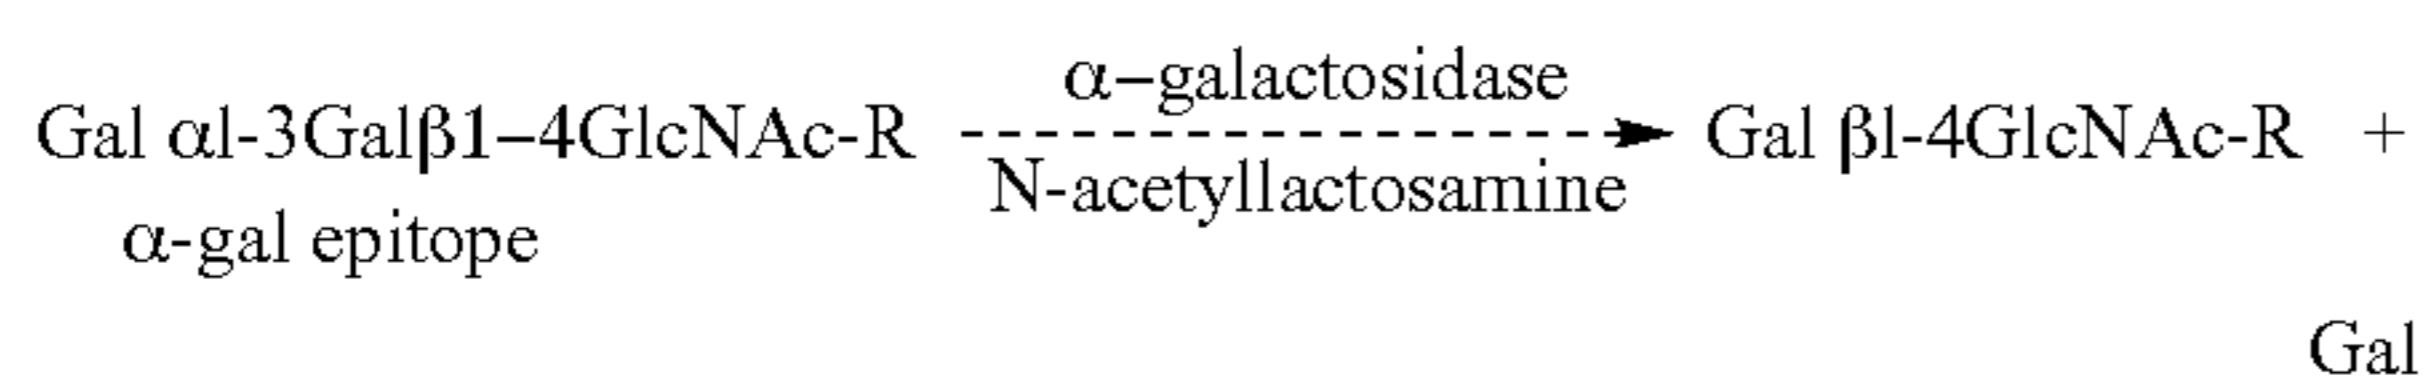 α–galactosidase
Gal αl-3Galβ1–4GlcNAc-R ----------------► Gal βl-4GlcNAc-R +
N-acetyllactosamine
α-gal epitope
Gal